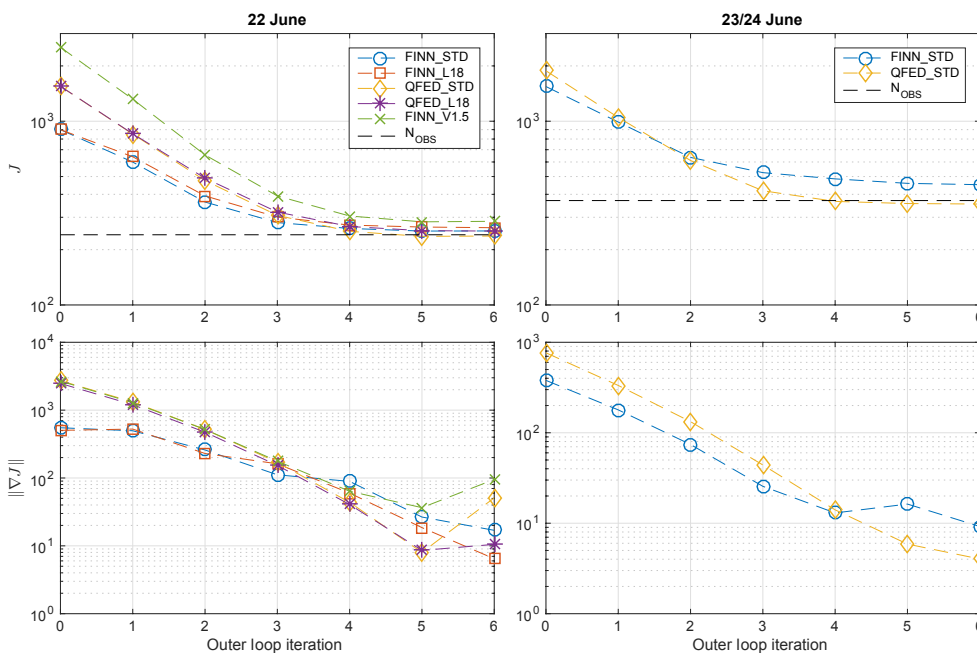 22 June
23/24 June
FINN_STD
FINN_L18
QFED_STD
QFED_L18
FINN_V1.5
N_OBS
FINN_STD
QFED_STD
N_OBS
J
10^3
10^2
0 1 2 3 4 5 6
10^3
10^2
0 1 2 3 4 5 6
||∇J||
10^4
10^3
10^2
10^1
10^0
0 1 2 3 4 5 6
Outer loop iteration
10^3
10^2
10^1
10^0
0 1 2 3 4 5 6
Outer loop iteration